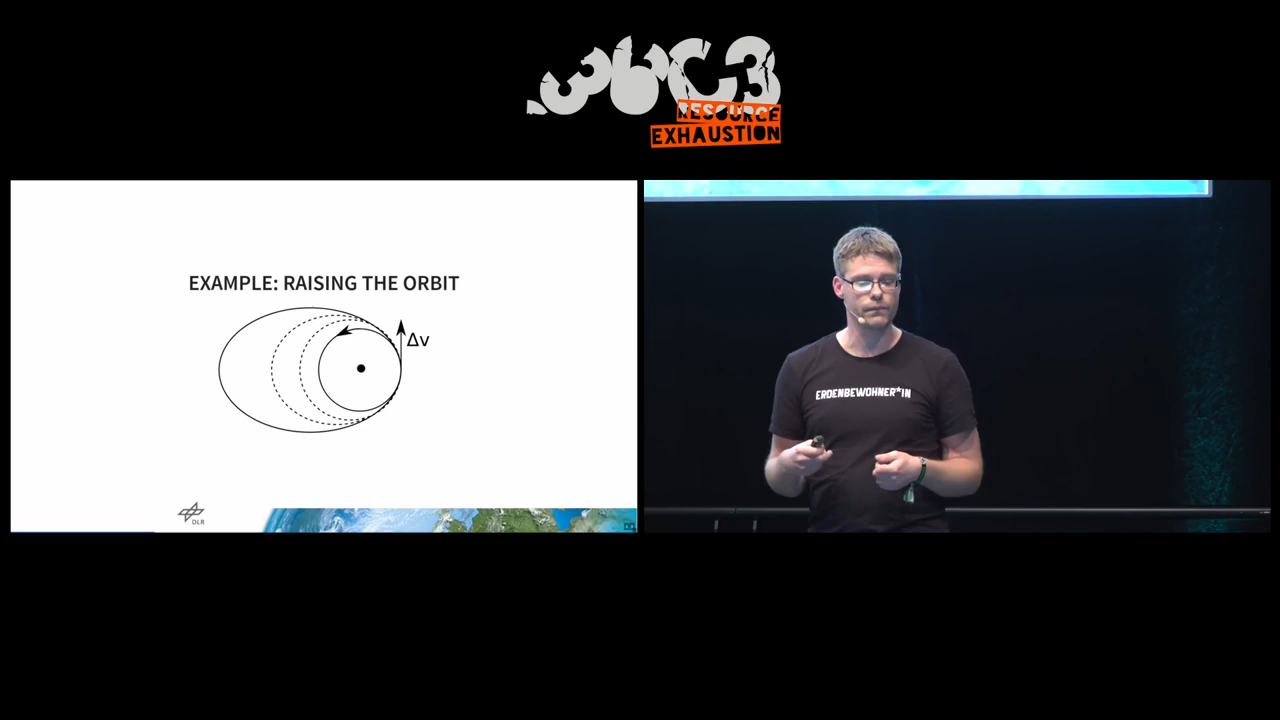 36C3
RESOURCE
EXHAUSTION
EXAMPLE: RAISING THE ORBIT
Δv
DLR
ERDENBEWOHNER*IN